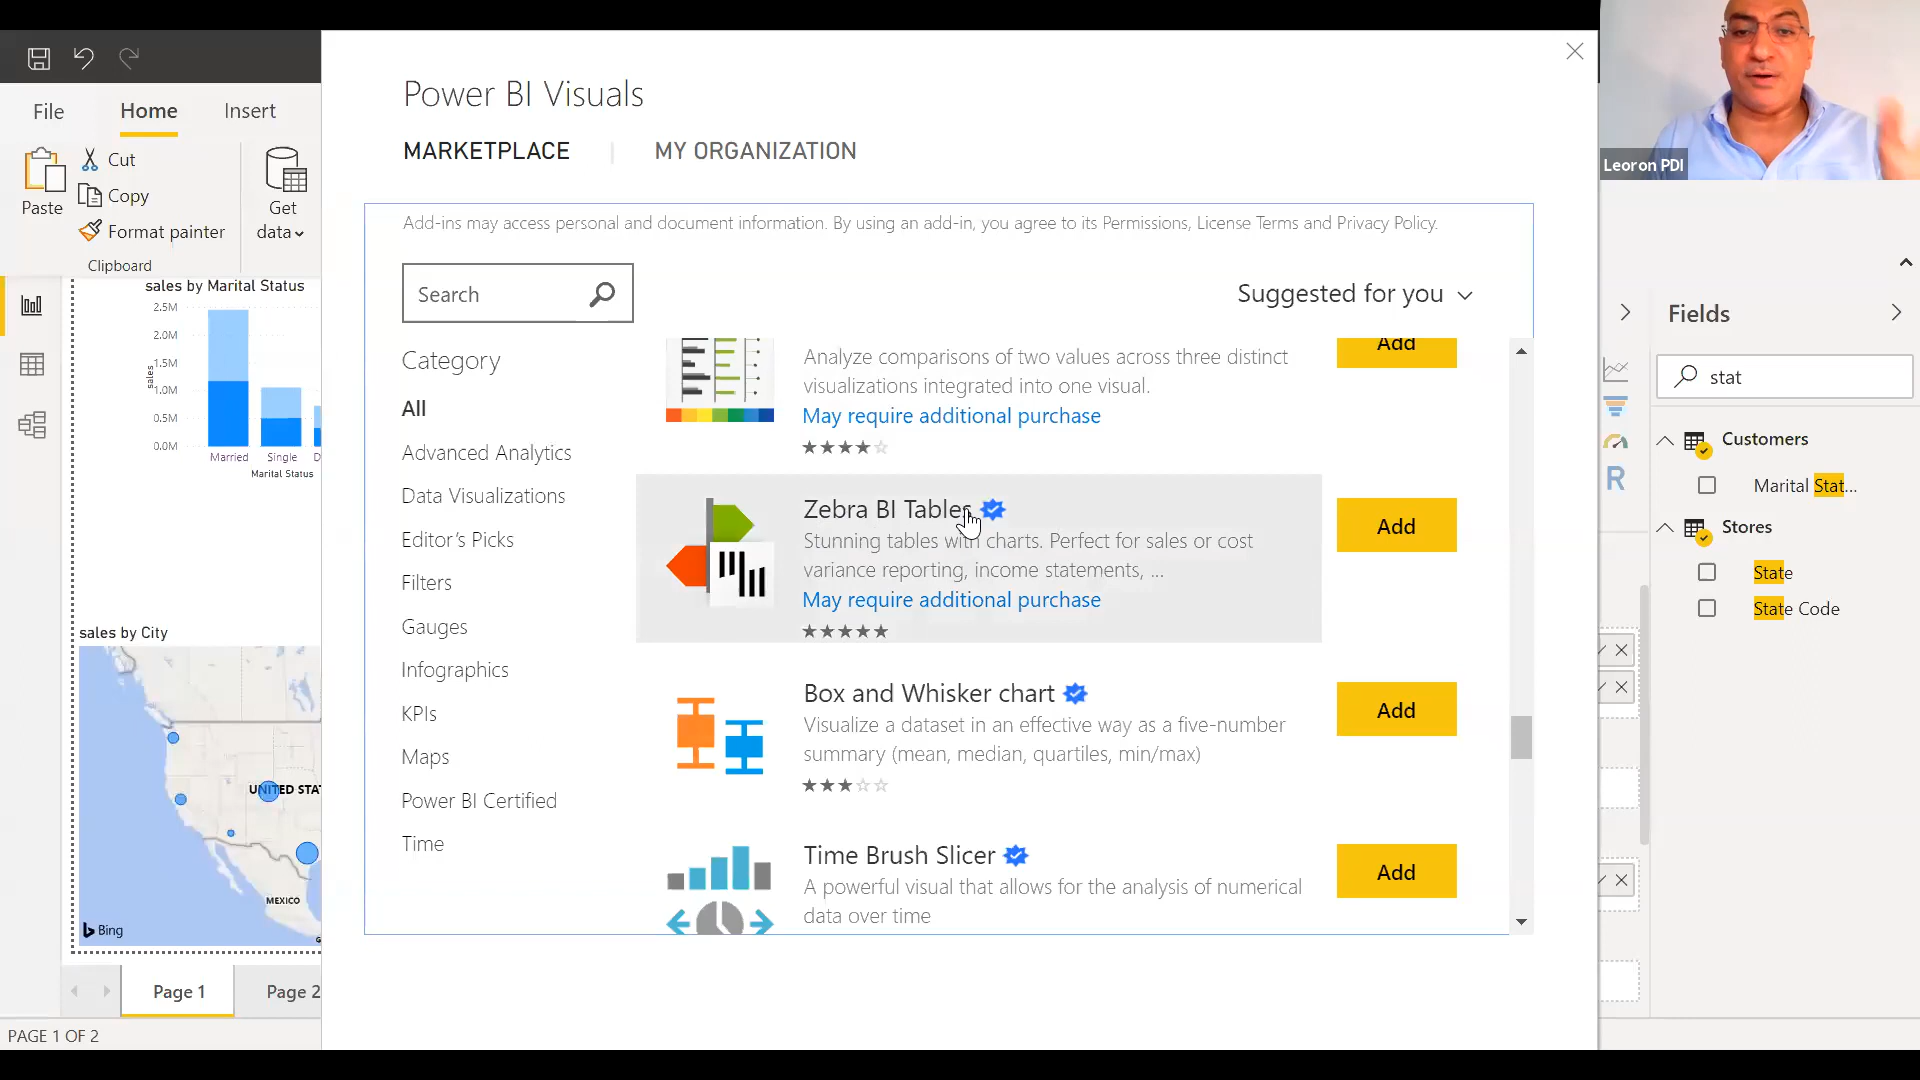 File
Home
Insert
Paste
Cut
Copy
Format painter
Clipboard
Get
data
sales by Marital Status
2.5M
2.0M
1.5M
1.0M
0.5M
0.0M
sales
Married
Single
D
Marital Status
sales by City
UNITED STA
MEXICO
Bing
Page 1
Page 2
PAGE 1 OF 2
Power BI Visuals
MARKETPLACE
MY ORGANIZATION
Add-ins may access personal and document information. By using an add-in, you agree to its Permissions, License Terms and Privacy Policy.
Search
Suggested for you
Category
All
Advanced Analytics
Data Visualizations
Editor's Picks
Filters
Gauges
Infographics
KPIs
Maps
Power BI Certified
Time
Analyze comparisons of two values across three distinct
visualizations integrated into one visual.
May require additional purchase
Add
Zebra BI Tables
Stunning tables with charts. Perfect for sales or cost
variance reporting, income statements, ...
May require additional purchase
Add
Box and Whisker chart
Visualize a dataset in an effective way as a five-number
summary (mean, median, quartiles, min/max)
Add
Time Brush Slicer
A powerful visual that allows for the analysis of numerical
data over time
Add
Leoron PDI
Fields
stat
Customers
Marital Stat...
Stores
State
State Code
R